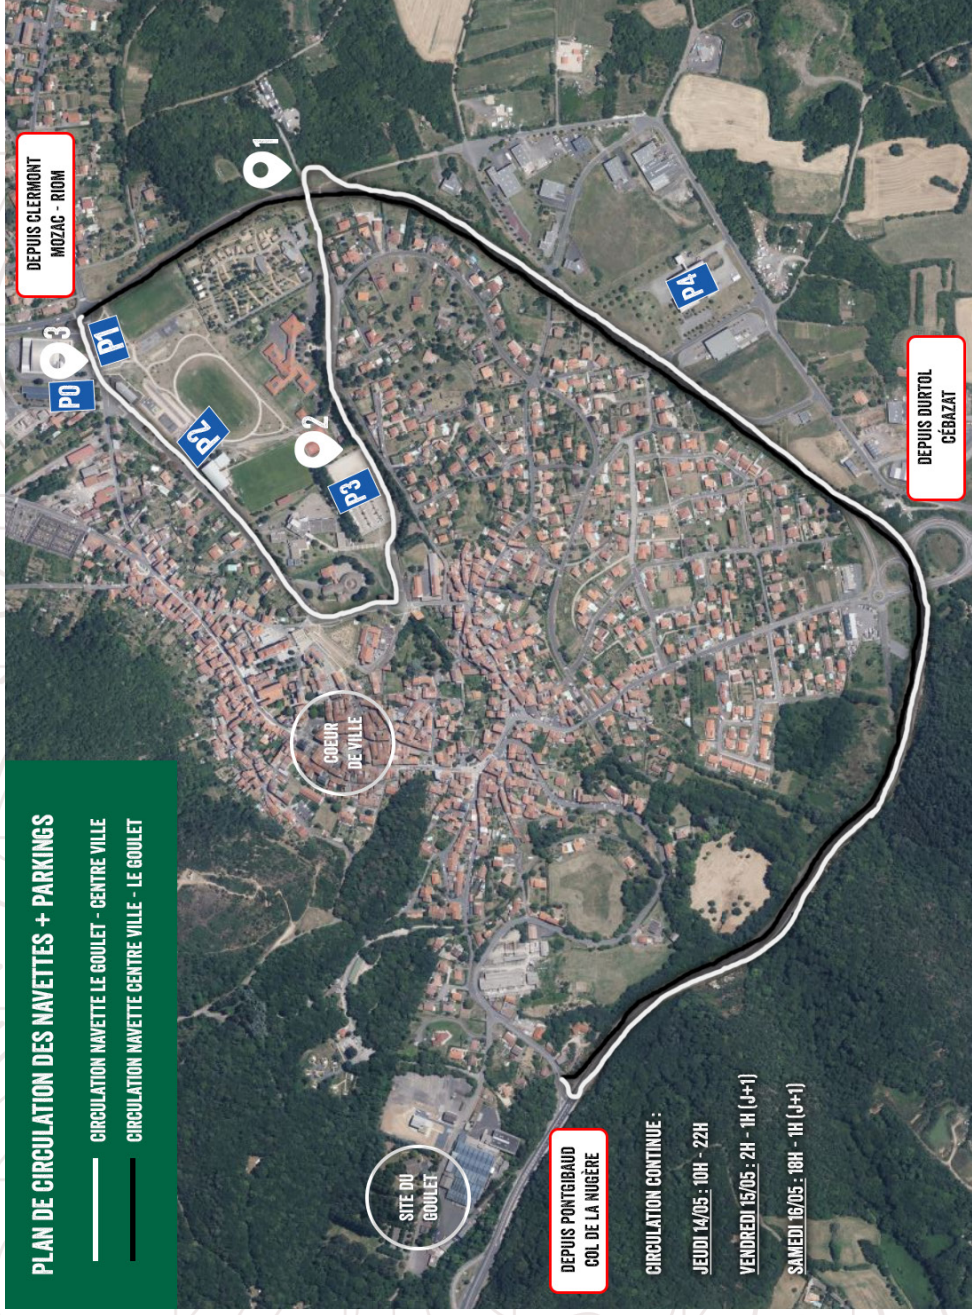 PLAN DE CIRCULATION DES NAVETTES + PARKINGS
CIRCULATION NAVETTE LE GOULET - CENTRE VILLE
CIRCULATION NAVETTE CENTRE VILLE - LE GOULET
DEPUIS CLERMONT
MOZAC - RIOM
3
P0
P1
P2
1
2
P3
P4
COEUR
DE VILLE
SITE DU
GOULET
DEPUIS PONTGIBAUD
COL DE LA NUGÈRE
DEPUIS DURTOL
CÉBAZAT
CIRCULATION CONTINUE :
JEUDI 14/05 : 10H - 22H
VENDREDI 15/05 : 2H - 1H (J+1)
SAMEDI 16/05 : 18H - 1H (J+1)